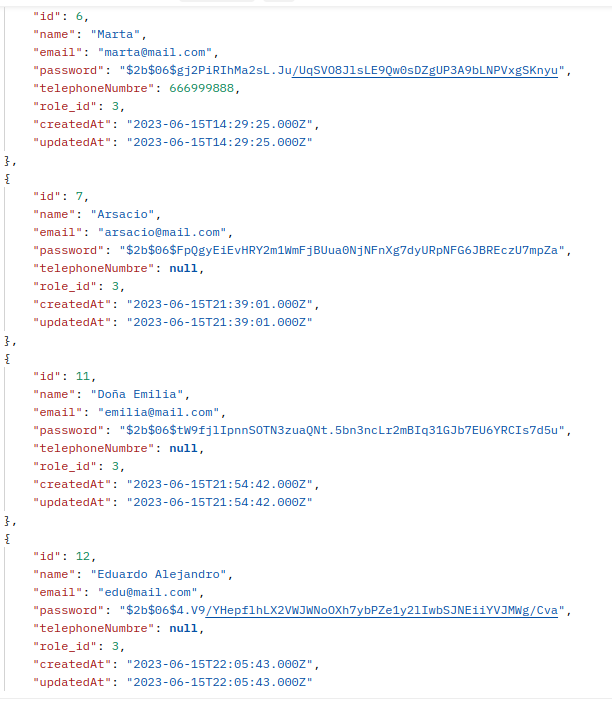 "id": 6,
"name": "Marta",
"email": "marta@mail.com",
"password": "$2b$06$gj2PiRIhMa2sL.Ju/UqSVO8JlsLE9Qw0sDZgUP3A9bLNPVxgSKnyu",
"telephoneNumbre": 666999888,
"role_id": 3,
"createdAt": "2023-06-15T14:29:25.000Z",
"updatedAt": "2023-06-15T14:29:25.000Z"
},
{
"id": 7,
"name": "Arsacio",
"email": "arsacio@mail.com",
"password": "$2b$06$FpQgyEiEvHRY2m1WmFjBUua0NjNFnXg7dyURpNFG6JBREczU7mpZa",
"telephoneNumbre": null,
"role_id": 3,
"createdAt": "2023-06-15T21:39:01.000Z",
"updatedAt": "2023-06-15T21:39:01.000Z"
},
{
"id": 11,
"name": "Doña Emilia",
"email": "emilia@mail.com",
"password": "$2b$06$tW9fjlIpnnSOTN3zuaQNt.5bn3ncLr2mBIq31GJb7EU6YRCIs7d5u",
"telephoneNumbre": null,
"role_id": 3,
"createdAt": "2023-06-15T21:54:42.000Z",
"updatedAt": "2023-06-15T21:54:42.000Z"
},
{
"id": 12,
"name": "Eduardo Alejandro",
"email": "edu@mail.com",
"password": "$2b$06$4.V9/YHepflhLX2VWJWNoOXh7ybPZe1y2lIwbSJNEiiYVJMWg/Cva",
"telephoneNumbre": null,
"role_id": 3,
"createdAt": "2023-06-15T22:05:43.000Z",
"updatedAt": "2023-06-15T22:05:43.000Z"